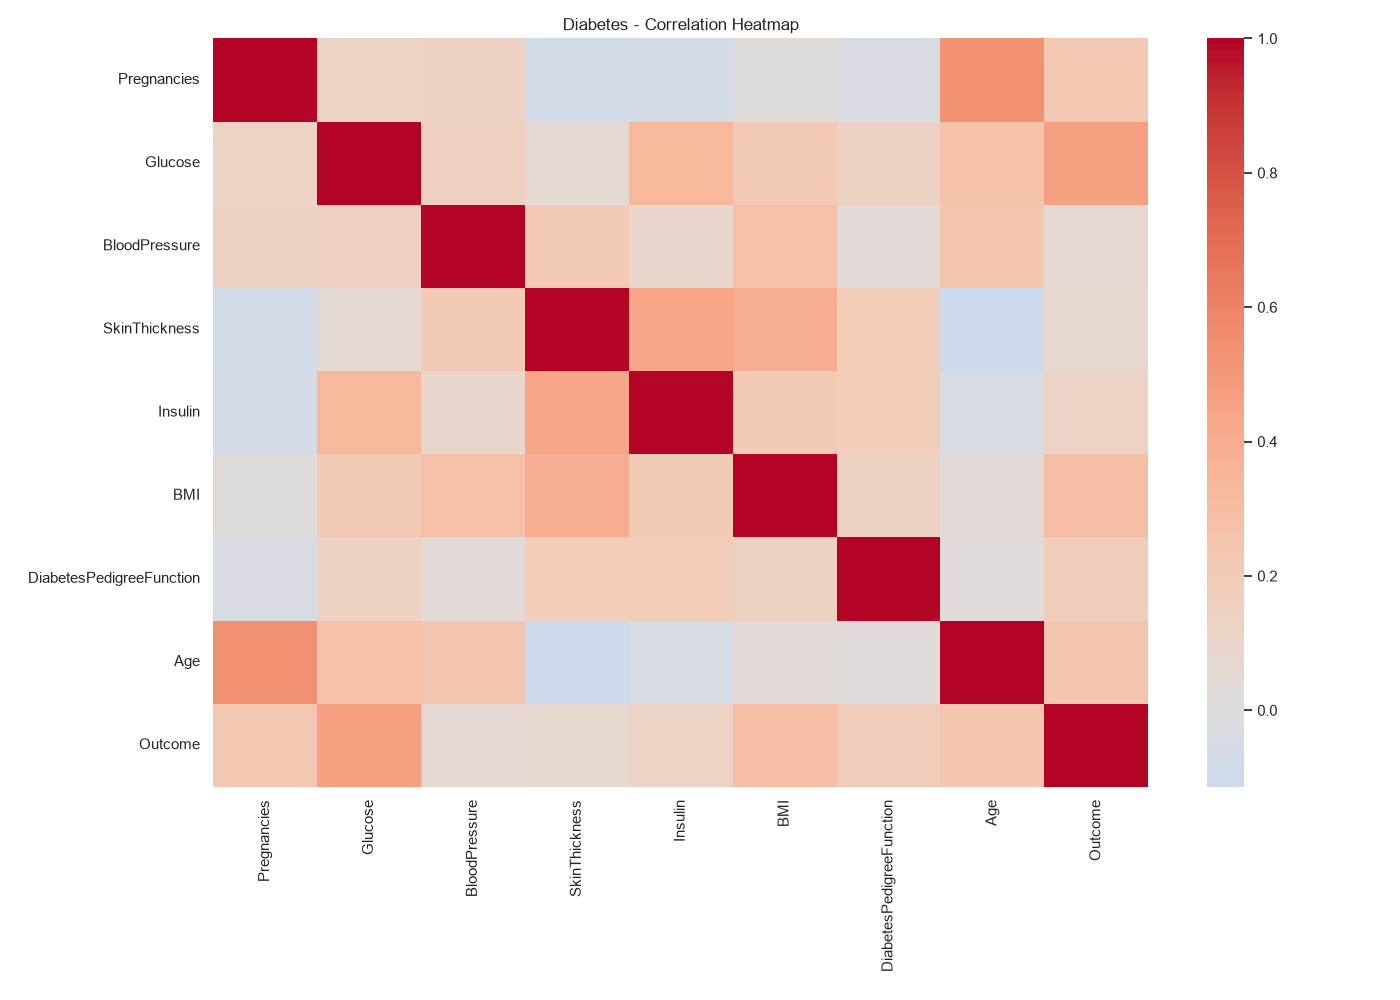 Diabetes - Correlation Heatmap
Pregnancies
Glucose
BloodPressure
SkinThickness
Insulin
BMI
DiabetesPedigreeFunction
Age
Outcome
Pregnancies
Glucose
BloodPressure
SkinThickness
Insulin
BMI
DiabetesPedigreeFunction
Age
Outcome
1.0
0.8
0.6
0.4
0.2
0.0